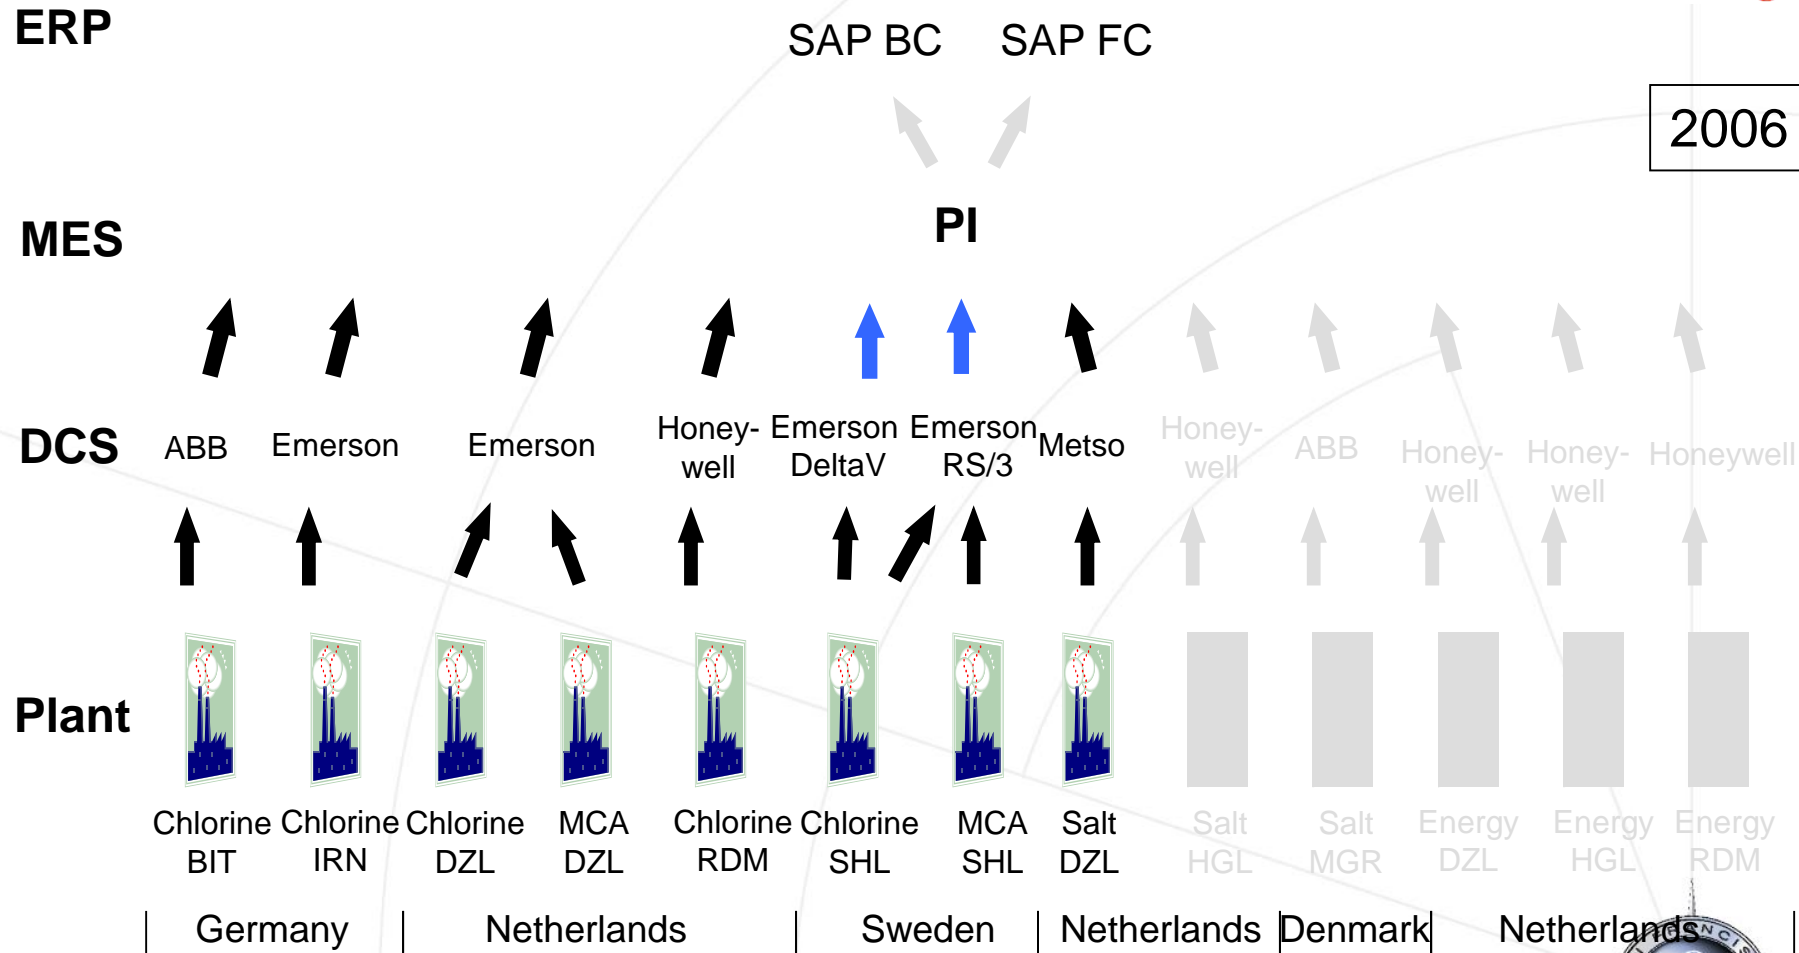 ERP
SAP BC SAP FC
2006
MES
PI
DCS
ABB
Emerson
Emerson
Honey-
well
Emerson
DeltaV
Emerson
RS/3
Metso
Honey-
well
ABB
Honey-
well
Honey-
well
Honeywell
Plant
Chlorine
BIT
Chlorine
IRN
Chlorine
DZL
MCA
DZL
Chlorine
RDM
Chlorine
SHL
MCA
SHL
Salt
DZL
Salt
HGL
Salt
MGR
Energy
DZL
Energy
HGL
Energy
RDM
Germany
Netherlands
Sweden
Netherlands
Denmark
Netherlands